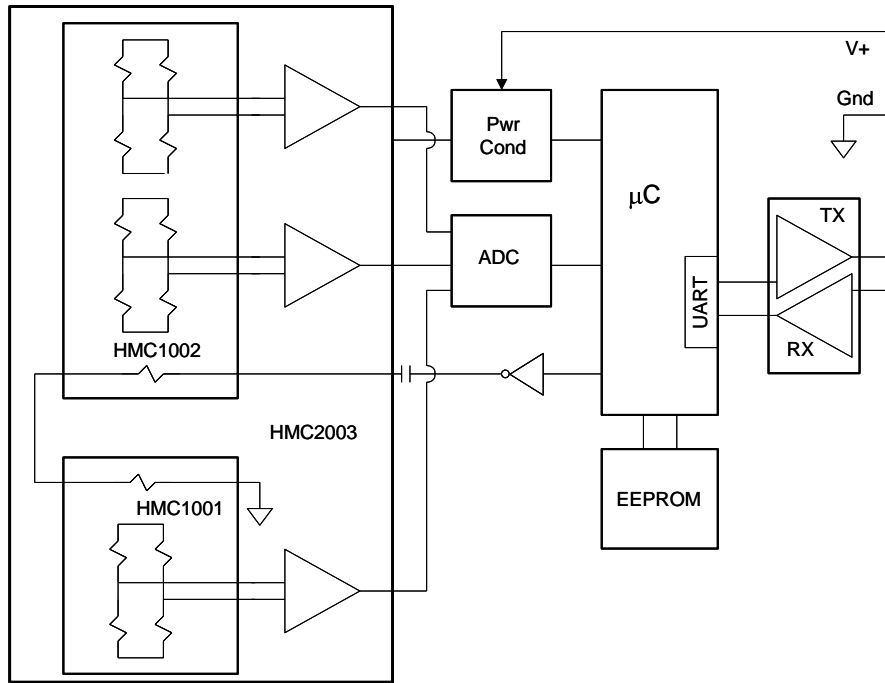 V+
Gnd
Pwr
Cond
μC
TX
ADC
UART
RX
HMC1002
HMC2003
HMC1001
EEPROM